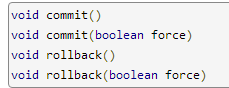 void commit()
void commit(boolean force)
void rollback()
void rollback(boolean force)